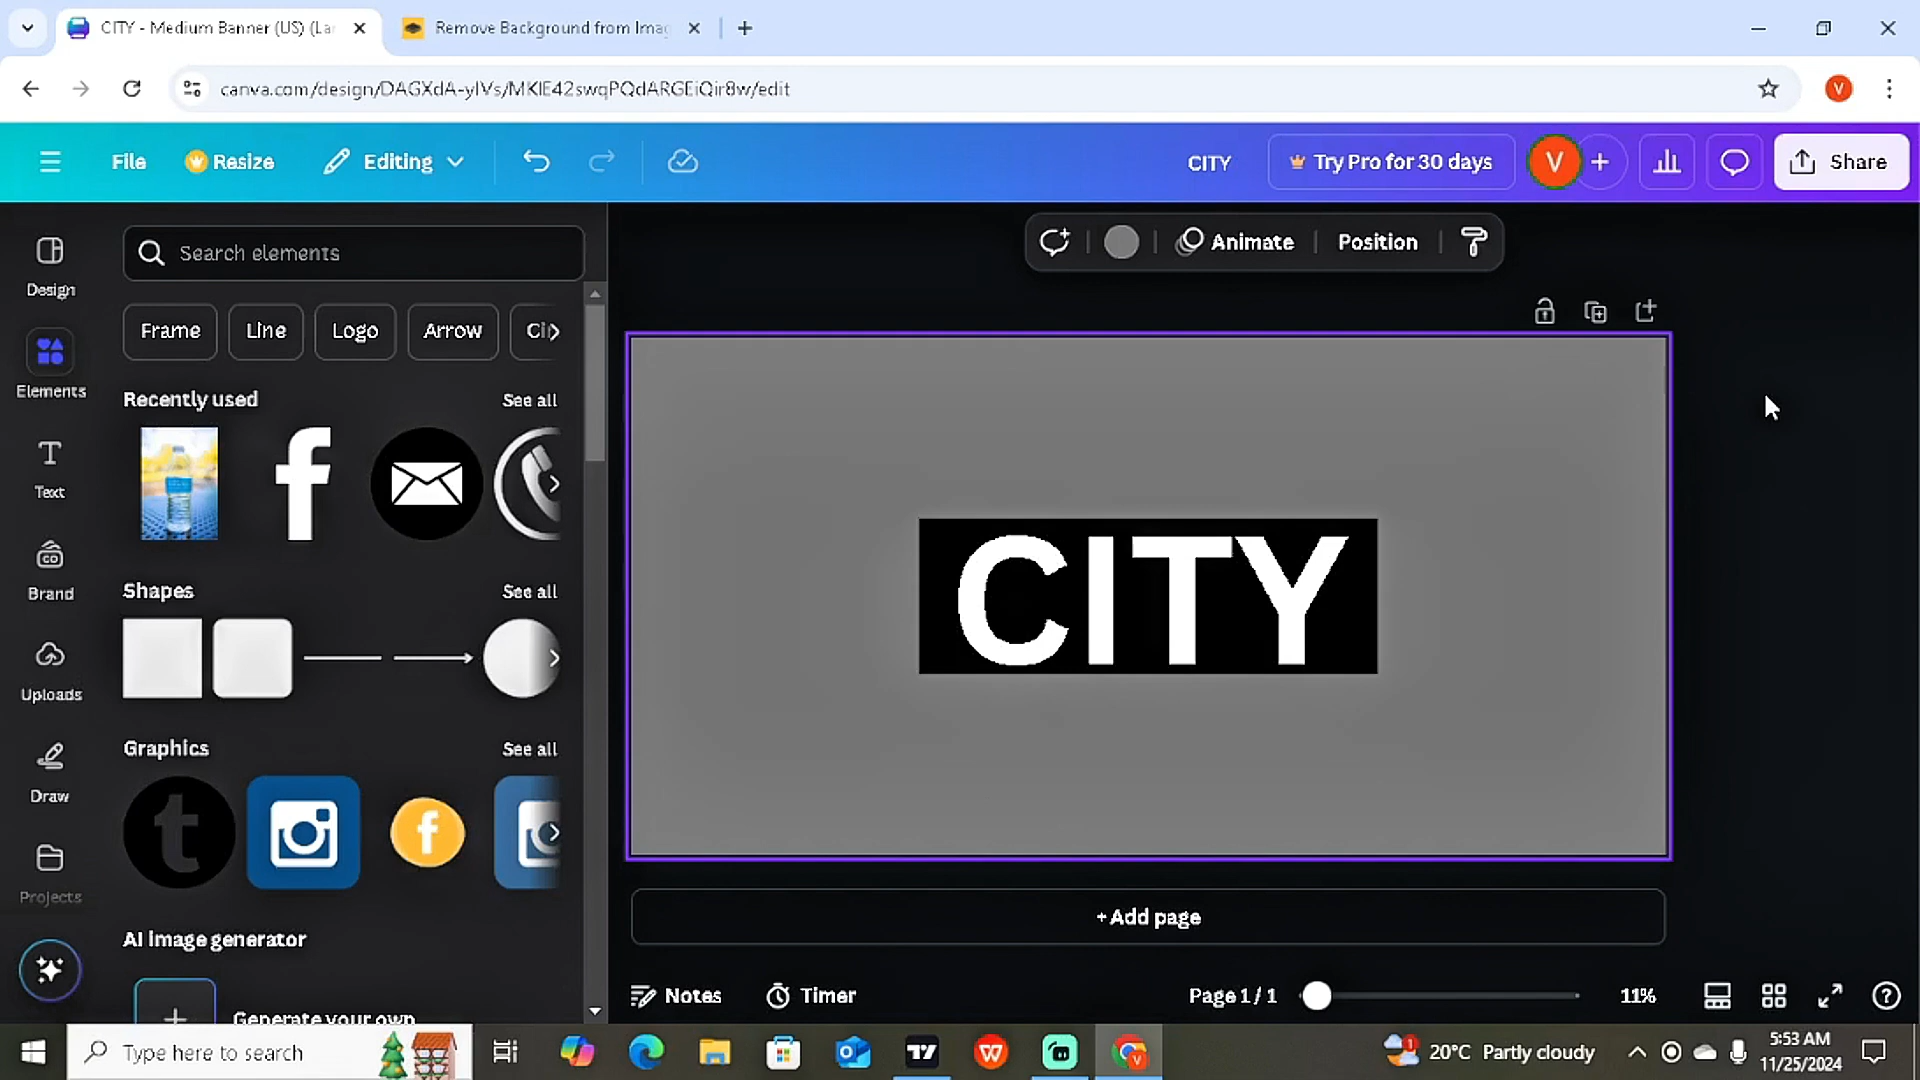 CITY - Medium Banner (US) (La
Remove Background from Imag
canva.com/design/DAGXdA-yIVs/MKlE42swqPQdARGEiQir8w/edit
File
Resize
Editing
CITY
Try Pro for 30 days
V
Share
Search elements
Animate
Position
Design
Elements
Text
Brand
Uploads
Draw
Projects
Frame
Line
Logo
Arrow
Recently used
See all
Shapes
See all
Graphics
See all
AI image generator
Generate your own
CITY
+ Add page
Notes
Timer
Page 1 / 1
11%
Type here to search
20°C Partly cloudy
5:53 AM
11/25/2024